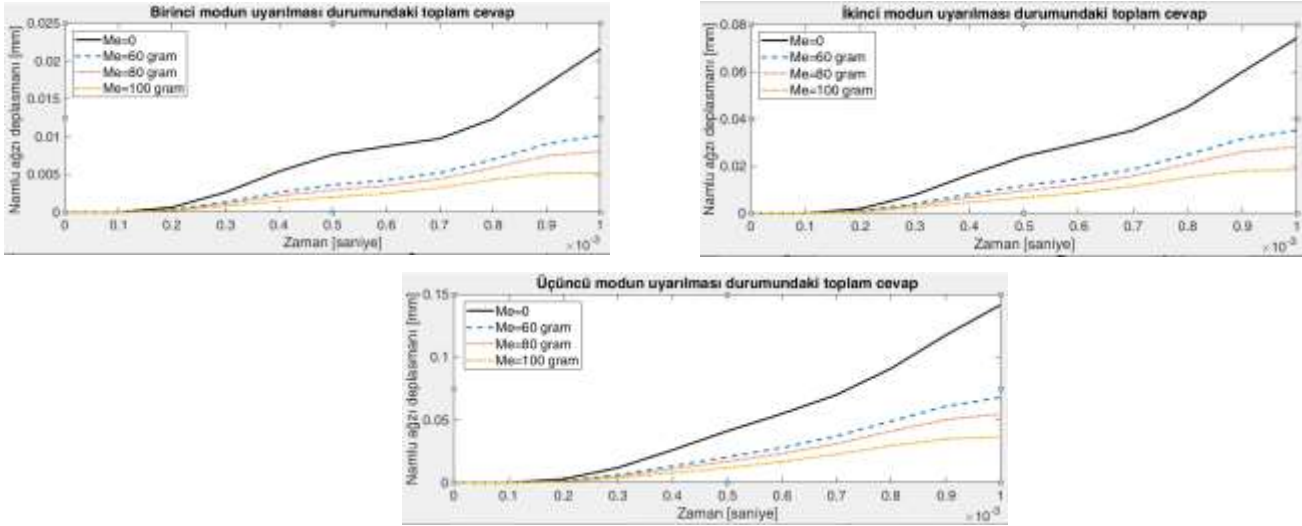 Birinci modun uyarılması durumundaki toplam cevap
Namlu ağzı deplasmanı [mm]
0.025
0.02
0.015
0.01
0.005
0
Me=0
Me=60 gram
Me=80 gram
Me=100 gram
0 0.1 0.2 0.3 0.4 0.5 0.6 0.7 0.8 0.9 1
Zaman [saniye]
×10⁻³
İkinci modun uyarılması durumundaki toplam cevap
Namlu ağzı deplasmanı [mm]
0.08
0.06
0.04
0.02
0
Me=0
Me=60 gram
Me=80 gram
Me=100 gram
0 0.1 0.2 0.3 0.4 0.5 0.6 0.7 0.8 0.9 1
Zaman [saniye]
×10⁻³
Üçüncü modun uyarılması durumundaki toplam cevap
Namlu ağzı deplasmanı [mm]
0.15
0.1
0.05
0
Me=0
Me=60 gram
Me=80 gram
Me=100 gram
0 0.1 0.2 0.3 0.4 0.5 0.6 0.7 0.8 0.9 1
Zaman [saniye]
×10⁻³